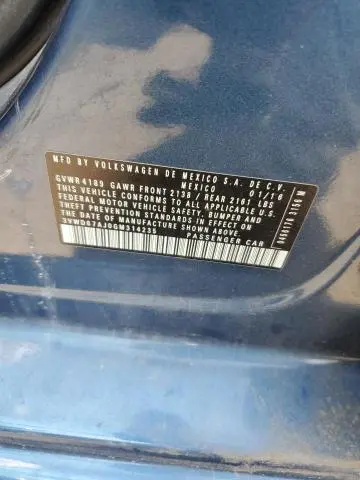 MFD BY VOLKSWAGEN DE MEXICO S.A. DE C.V.
MEXICO 01/16
GVWR 4189 GAWR FRONT 2138 / REAR 2161 LBS
THIS VEHICLE CONFORMS TO ALL APPLICABLE U.S.
FEDERAL MOTOR VEHICLE SAFETY, BUMPER AND
THEFT PREVENTION STANDARDS IN EFFECT ON
THE DATE OF MANUFACTURE SHOWN ABOVE
3VWD67AJ0GM314235
PASSENGER CAR